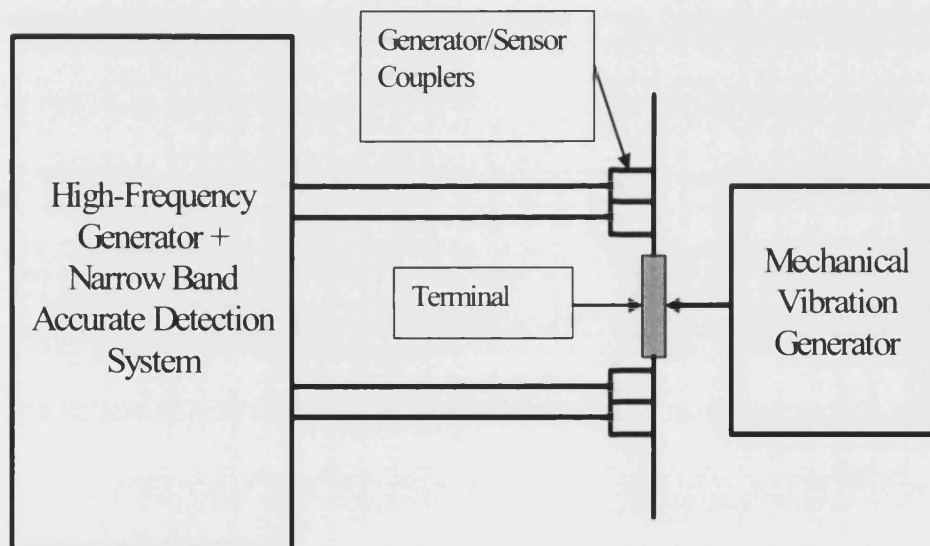 Generator/Sensor
Couplers
High-Frequency
Generator +
Narrow Band
Accurate Detection
System
Terminal
Mechanical
Vibration
Generator